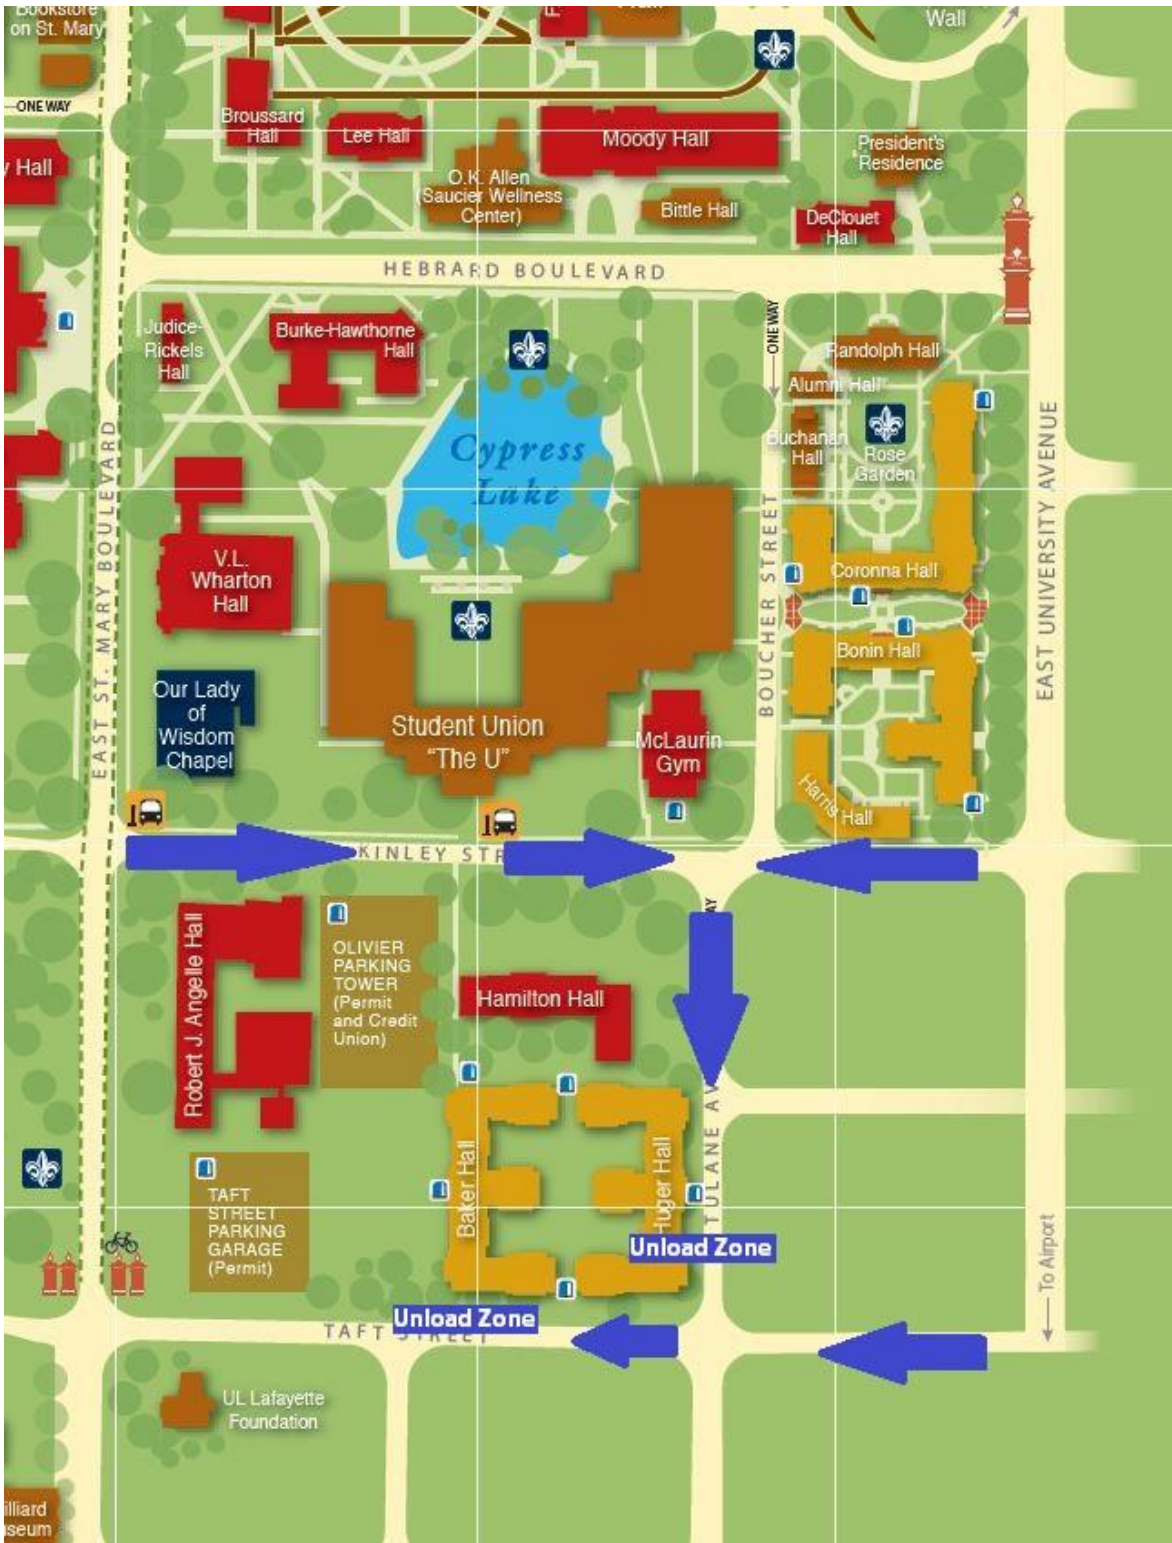 Bookstore
on St. Mary
Wall
ONE WAY
Broussard
Hall
Lee Hall
Moody Hall
President's
Residence
y Hall
O.K. Allen
(Saucier Wellness
Center)
Bittle Hall
DeClouet
Hall
HEBRARD BOULEVARD
Judice-
Rickels
Hall
Burke-Hawthorne
Hall
ONE WAY
Randolph Hall
Alumni Hall
Buchanan
Hall
Rose
Garden
Cypress
Lake
EAST ST. MARY BOULEVARD
BOUCHER STREET
EAST UNIVERSITY AVENUE
V.L.
Wharton
Hall
Coronna Hall
Bonin Hall
Our Lady
of
Wisdom
Chapel
Student Union
"The U"
McLaurin
Gym
Harris Hall
KINLEY STR
AY
Robert J. Angelle Hall
OLIVIER
PARKING
TOWER
(Permit
and Credit
Union)
Hamilton Hall
Baker Hall
Huger Hall
TULANE AV
TAFT
STREET
PARKING
GARAGE
(Permit)
Unload Zone
To Airport
Unload Zone
TAFT STREET
UL Lafayette
Foundation
illiard
useum